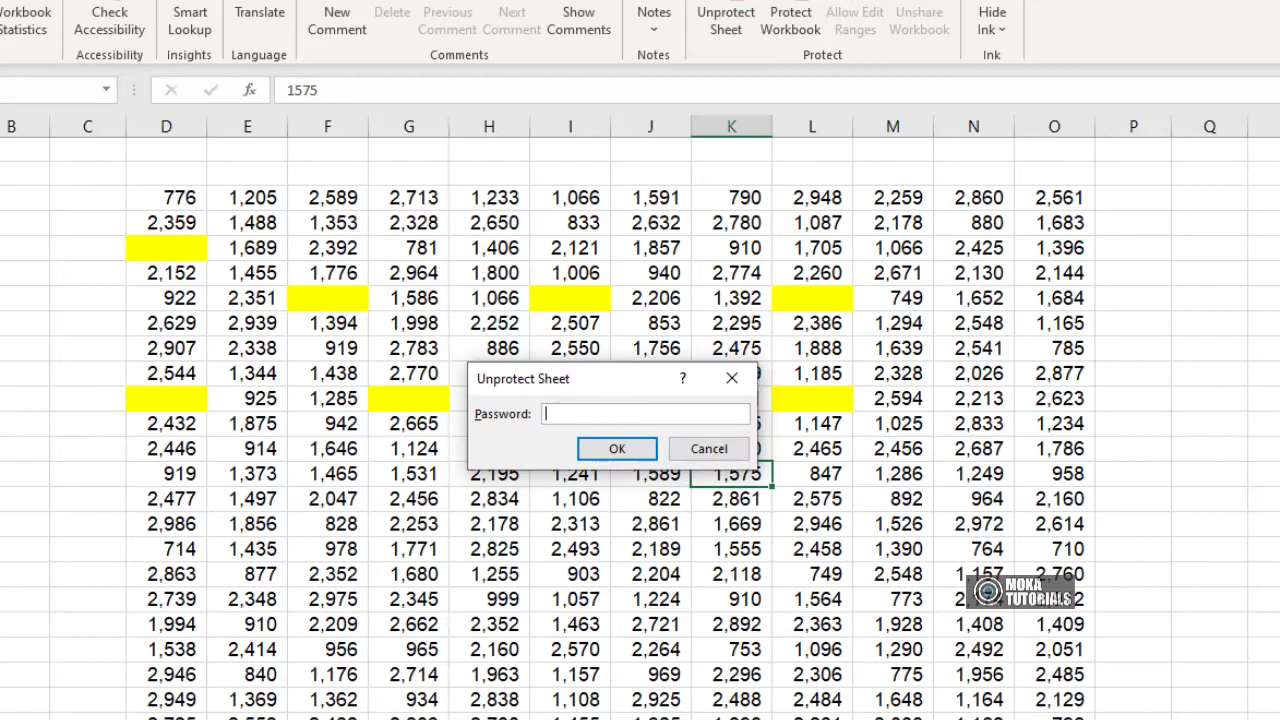 Workbook Statistics
Check Accessibility
Accessibility
Smart Lookup
Insights
Translate
Language
New Comment
Delete
Previous Comment
Next Comment
Show Comments
Comments
Notes
Notes
Unprotect Sheet
Protect Workbook
Allow Edit Ranges
Unshare Workbook
Protect
Hide Ink
Ink
fx 1575
B C D E F G H I J K L M N O P Q
776 1,205 2,589 2,713 1,233 1,066 1,591 790 2,948 2,259 2,860 2,561
2,359 1,488 1,353 2,328 2,650 833 2,632 2,780 1,087 2,178 880 1,683
1,689 2,392 781 1,406 2,121 1,857 910 1,705 1,066 2,425 1,396
2,152 1,455 1,776 2,964 1,800 1,006 940 2,774 2,260 2,671 2,130 2,144
922 2,351 1,586 1,066 2,206 1,392 749 1,652 1,684
2,629 2,939 1,394 1,998 2,252 2,507 853 2,295 2,386 1,294 2,548 1,165
2,907 2,338 919 2,783 886 2,550 1,756 2,475 1,888 1,639 2,541 785
2,544 1,344 1,438 2,770 1,185 2,328 2,026 2,877
925 1,285 2,594 2,213 2,623
2,432 1,875 942 2,665 1,147 1,025 2,833 1,234
2,446 914 1,646 1,124 2,465 2,456 2,687 1,786
Unprotect Sheet ?
Password:
OK Cancel
919 1,373 1,465 1,531 2,195 1,241 1,589 1,575 847 1,286 1,249 958
2,477 1,497 2,047 2,456 2,834 1,106 822 2,861 2,575 892 964 2,160
2,986 1,856 828 2,253 2,178 2,313 2,861 1,669 2,946 1,526 2,972 2,614
714 1,435 978 1,771 2,825 2,493 2,189 1,555 2,458 1,390 764 710
2,863 877 2,352 1,680 1,255 903 2,204 2,118 749 2,548 1,157 2,760
2,739 2,348 2,975 2,345 999 1,057 1,224 910 1,564 773
MOKA
TUTORIALS
1,994 910 2,209 2,662 2,352 1,463 2,721 2,892 2,363 1,928 1,408 1,409
1,538 2,414 956 965 2,160 2,570 2,264 753 1,096 1,290 2,492 2,051
2,946 840 1,176 2,714 1,963 1,157 969 2,296 2,306 775 1,956 2,485
2,949 1,369 1,362 934 2,838 1,108 2,925 2,488 2,484 1,648 1,164 2,129